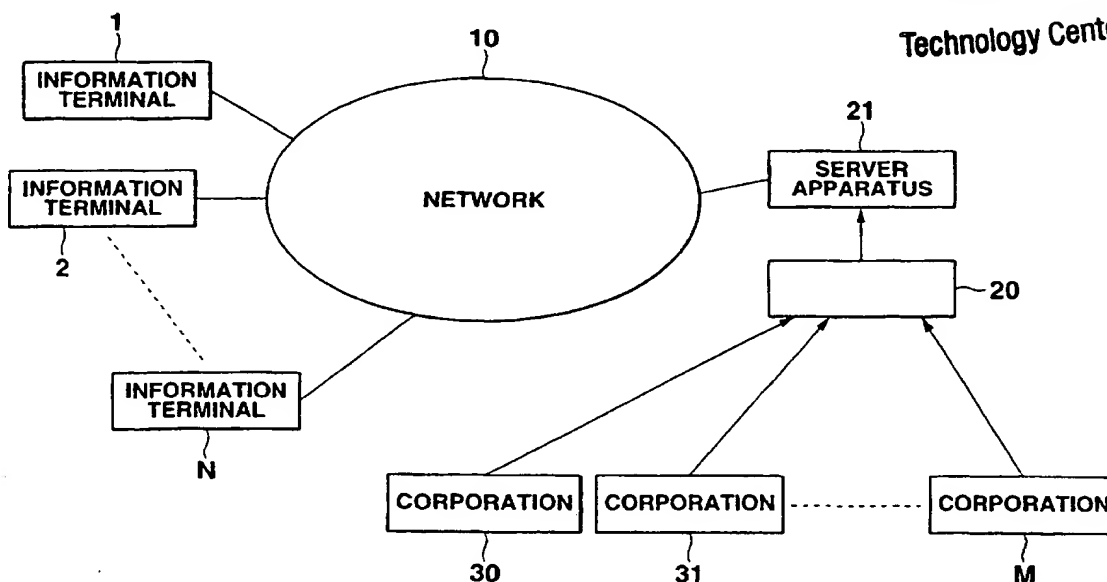 Technology Cente
1
INFORMATION
TERMINAL
10
21
SERVER
APPARATUS
INFORMATION
TERMINAL
2
NETWORK
20
INFORMATION
TERMINAL
N
CORPORATION
CORPORATION
CORPORATION
30
31
M